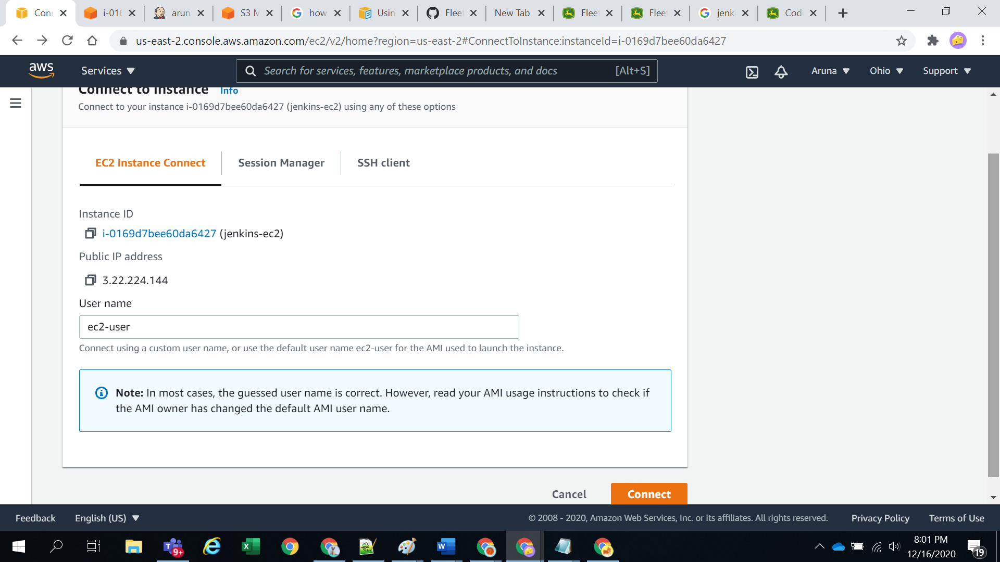 Conn
i-016
arun
S3 M
how
Usin
Fleet
New Tab
Fleet
Fleet
jenk
Code
us-east-2.console.aws.amazon.com/ec2/v2/home?region=us-east-2#ConnectToInstance:instanceId=i-0169d7bee60da6427
aws
Services
Search for services, features, marketplace products, and docs
[Alt+S]
Aruna
Ohio
Support
Connect to instance Info
Connect to your instance i-0169d7bee60da6427 (jenkins-ec2) using any of these options
EC2 Instance Connect
Session Manager
SSH client
Instance ID
i-0169d7bee60da6427 (jenkins-ec2)
Public IP address
3.22.224.144
User name
ec2-user
Connect using a custom user name, or use the default user name ec2-user for the AMI used to launch the instance.
Note: In most cases, the guessed user name is correct. However, read your AMI usage instructions to check if
the AMI owner has changed the default AMI user name.
Cancel
Connect
Feedback
English (US)
© 2008 - 2020, Amazon Web Services, Inc. or its affiliates. All rights reserved.
Privacy Policy
Terms of Use
9+
8:01 PM
12/16/2020
19